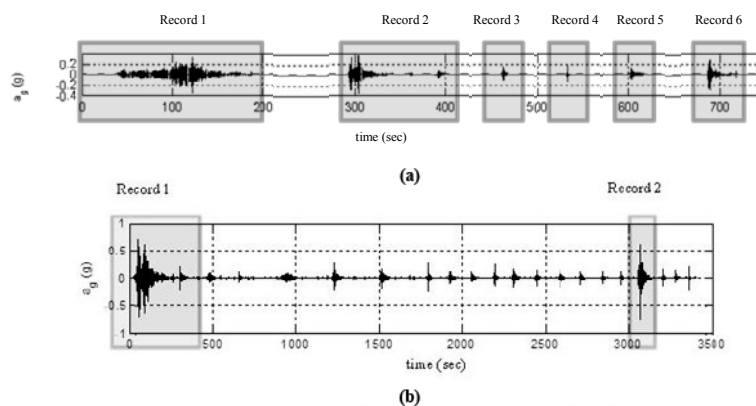 Record 1 Record 2 Record 3 Record 4 Record 5 Record 6
0.2
0
-0.2
-0.4
a_g (g)
0 100 200 300 400 500 600 700
time (sec)
(a)
Record 1 Record 2
1
0.5
0
-0.5
-1
a_g (g)
0 500 1000 1500 2000 2500 3000 3500
time (sec)
(b)